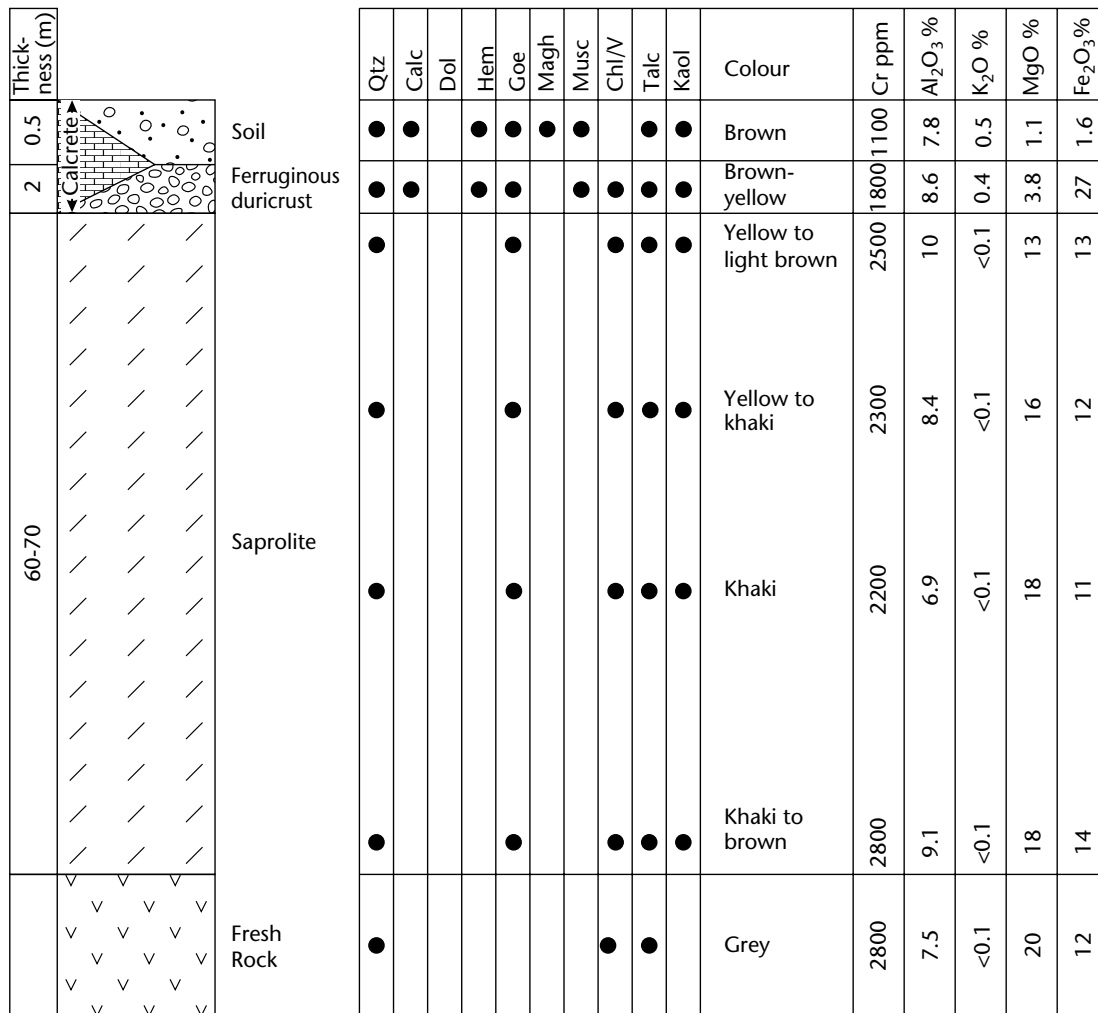 Thick-
ness (m)
Qtz
Calc
Dol
Hem
Goe
Magh
Musc
Chl/V
Talc
Kaol
Colour
Cr ppm
Al₂O₃ %
K₂O %
MgO %
Fe₂O₃%
0.5
Calcrete
Soil
Brown
1100
7.8
0.5
1.1
1.6
2
Ferruginous
duricrust
Brown-
yellow
1800
8.6
0.4
3.8
27
Yellow to
light brown
2500
10
<0.1
13
13
Yellow to
khaki
2300
8.4
<0.1
16
12
60-70
Saprolite
Khaki
2200
6.9
<0.1
18
11
Khaki to
brown
2800
9.1
<0.1
18
14
Fresh
Rock
Grey
2800
7.5
<0.1
20
12